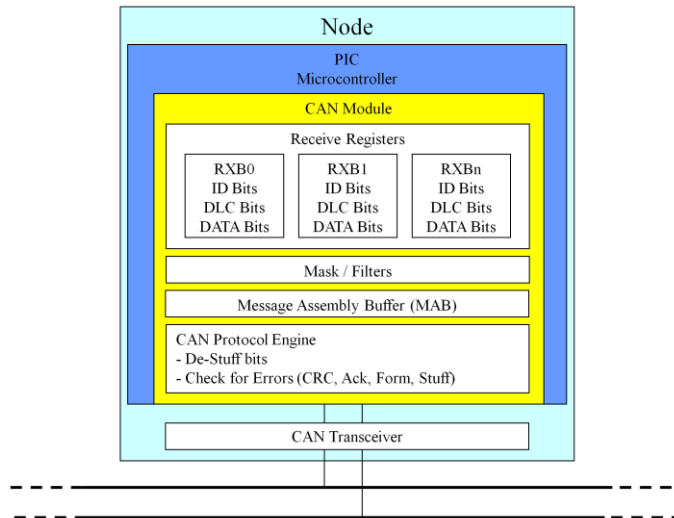 Node
PIC
Microcontroller
CAN Module
Receive Registers
RXB0
ID Bits
DLC Bits
DATA Bits
RXB1
ID Bits
DLC Bits
DATA Bits
RXBn
ID Bits
DLC Bits
DATA Bits
Mask / Filters
Message Assembly Buffer (MAB)
CAN Protocol Engine
- De-Stuff bits
- Check for Errors (CRC, Ack, Form, Stuff)
CAN Transceiver